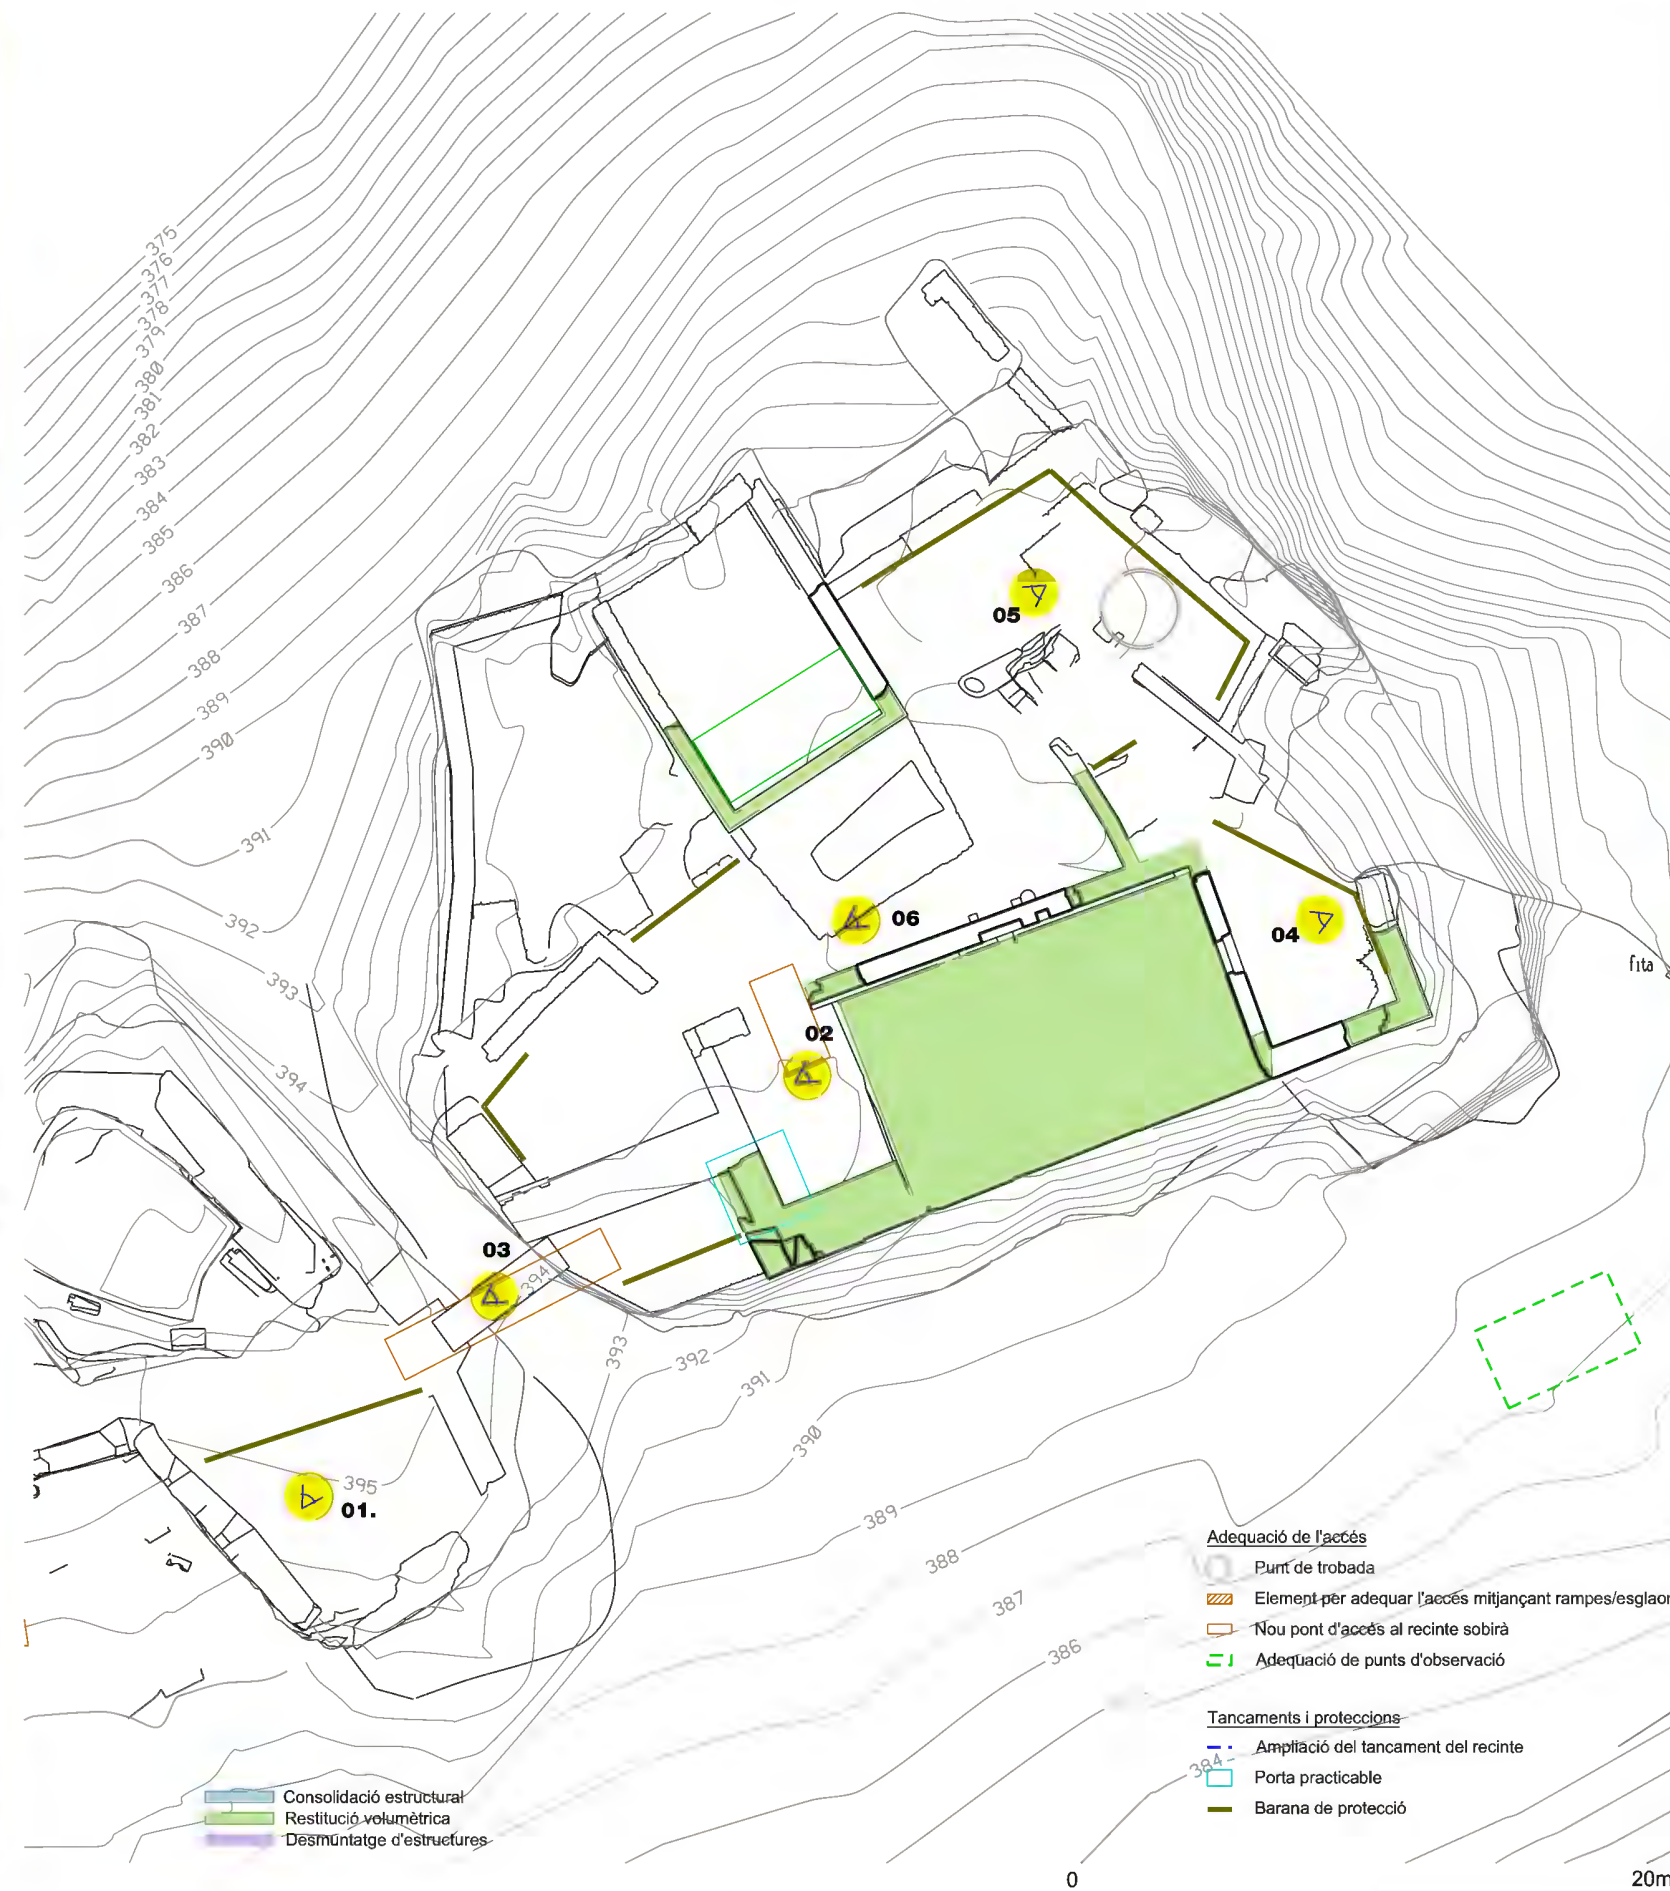 375
376
377
378
379
380
381
382
383
384
385
386
387
388
389
390
391
392
393
394
05
06
04
fita
02
03
394
393
392
391
390
389
388
387
386
384
395
01.
Adequació de l'accés
Punt de trobada
Element per adequar l'accés mitjançant rampes/esglaon
Nou pont d'accés al recinte sobirà
Adequació de punts d'observació
Tancaments i proteccions
Ampliació del tancament del recinte
Porta practicable
Barana de protecció
Consolidació estructural
Restitució volumètrica
Desmuntatge d'estructures
0
20m